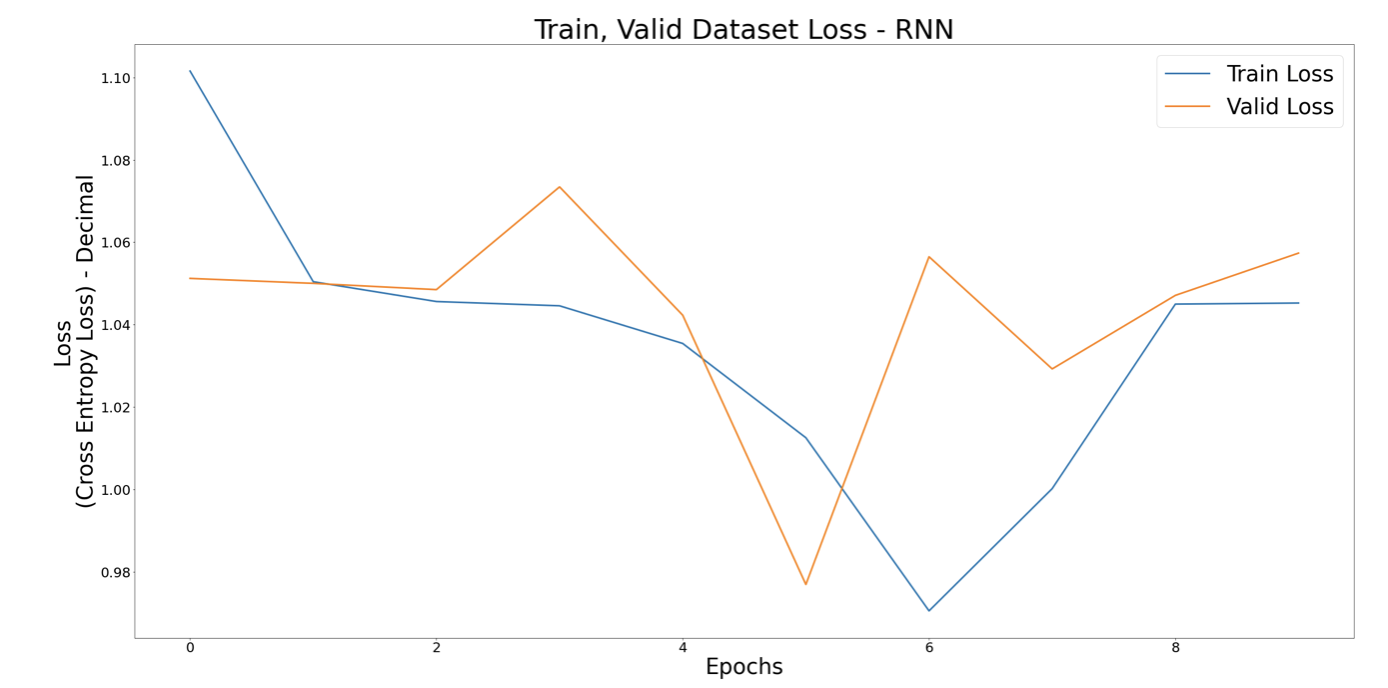 Train, Valid Dataset Loss - RNN
Train Loss
Valid Loss
Loss
(Cross Entropy Loss) - Decimal
1.10
1.08
1.06
1.04
1.02
1.00
0.98
0
2
4
6
8
Epochs